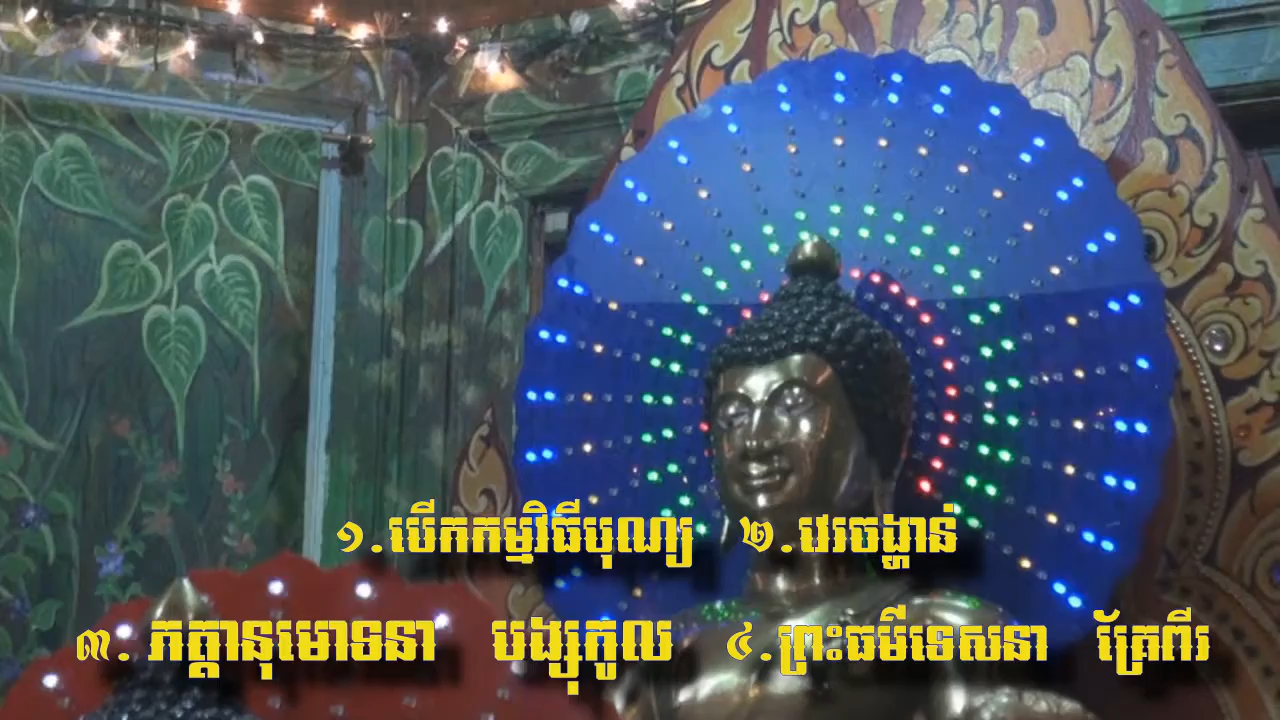 ១.បើកកម្មវិធីបុណ្យ ២.វេរចង្ហាន់
៣. ភត្តានុមោទនា បង្សុកូល ៤.ព្រះធម៌ទេសនា គ្រែពីរ